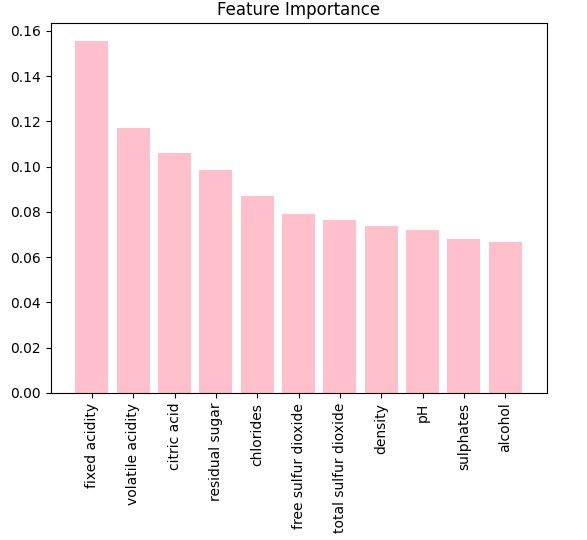 Feature Importance
0.16
0.14
0.12
0.10
0.08
0.06
0.04
0.02
0.00
fixed acidity
volatile acidity
citric acid
residual sugar
chlorides
free sulfur dioxide
total sulfur dioxide
density
pH
sulphates
alcohol